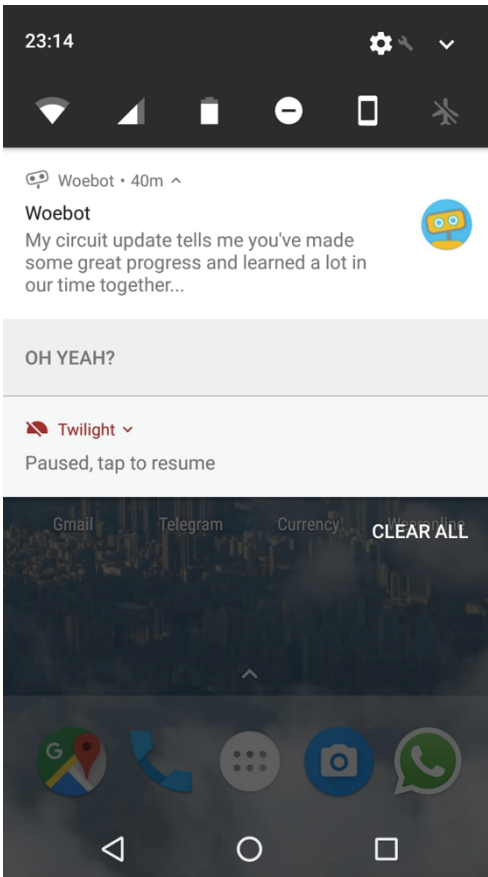 23:14
Woebot • 40m
Woebot
My circuit update tells me you've made
some great progress and learned a lot in
our time together...
OH YEAH?
Twilight
Paused, tap to resume
Gmail Telegram Currency Weeronline
CLEAR ALL
G